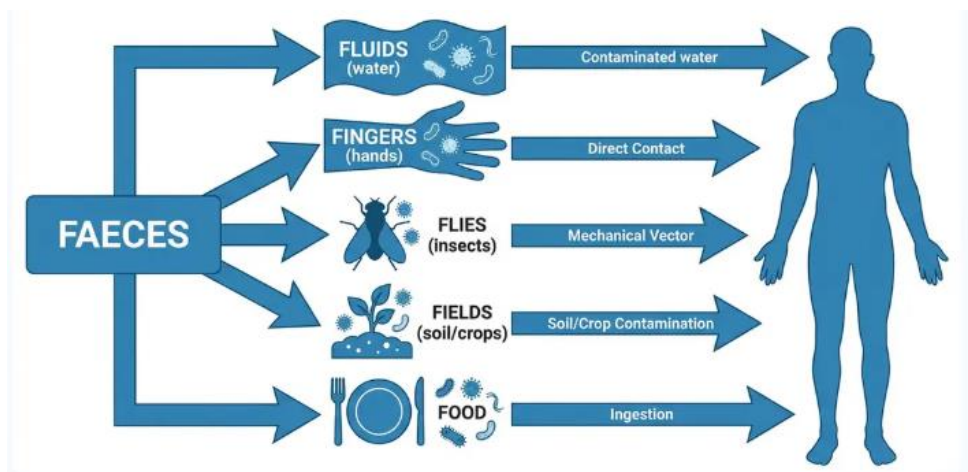 FAECES
FLUIDS
(water)
Contaminated water
FINGERS
(hands)
Direct Contact
FLIES
(insects)
Mechanical Vector
FIELDS
(soil/crops)
Soil/Crop Contamination
FOOD
Ingestion